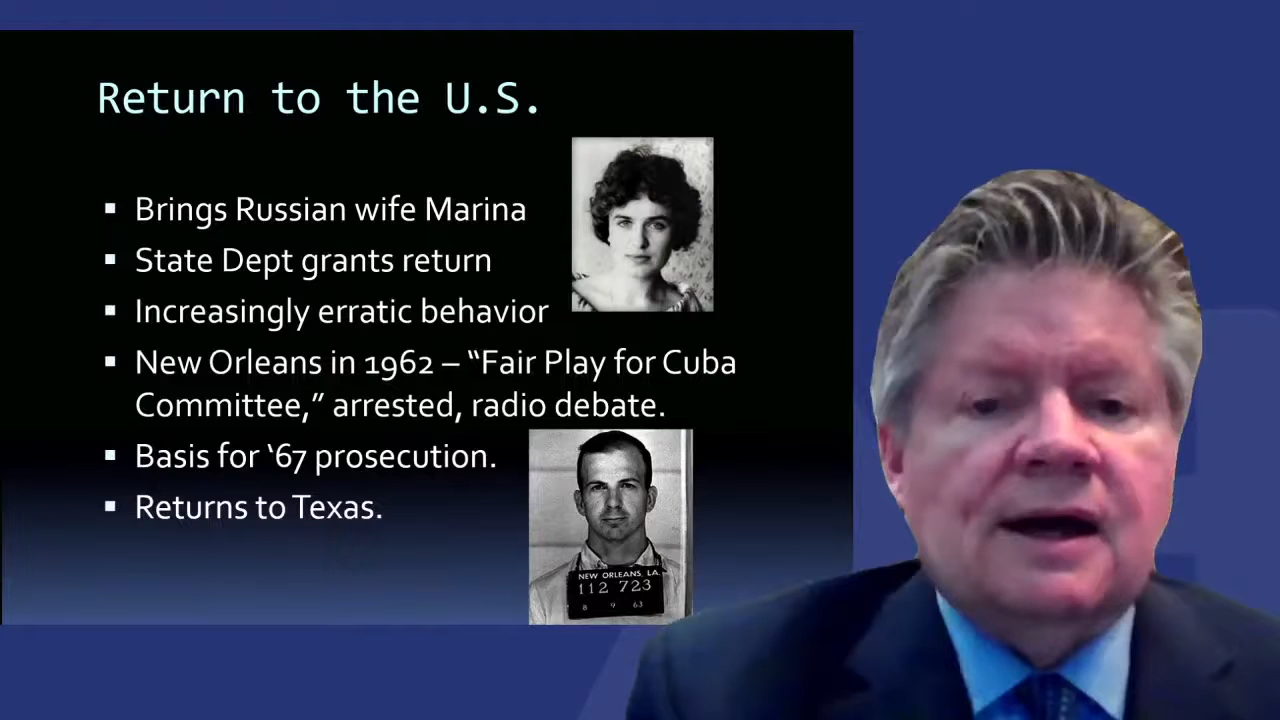 Return to the U.S.
▪ Brings Russian wife Marina
▪ State Dept grants return
▪ Increasingly erratic behavior
▪ New Orleans in 1962 – “Fair Play for Cuba
Committee,” arrested, radio debate.
▪ Basis for ‘67 prosecution.
▪ Returns to Texas.
NEW ORLEANS, LA.
112 723
8 9 63